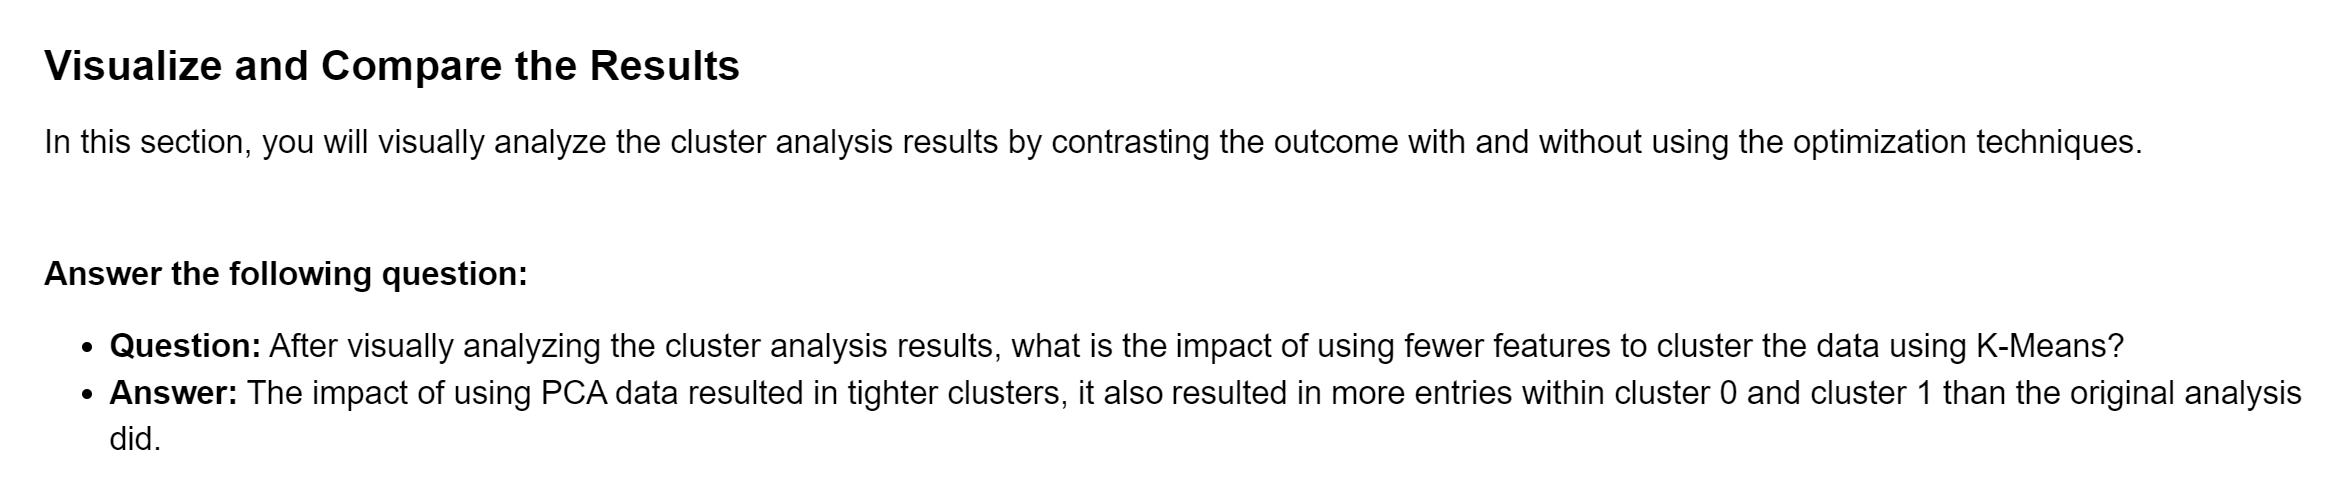 Visualize and Compare the Results
In this section, you will visually analyze the cluster analysis results by contrasting the outcome with and without using the optimization techniques.
Answer the following question:
• Question: After visually analyzing the cluster analysis results, what is the impact of using fewer features to cluster the data using K-Means?
• Answer: The impact of using PCA data resulted in tighter clusters, it also resulted in more entries within cluster 0 and cluster 1 than the original analysis
did.